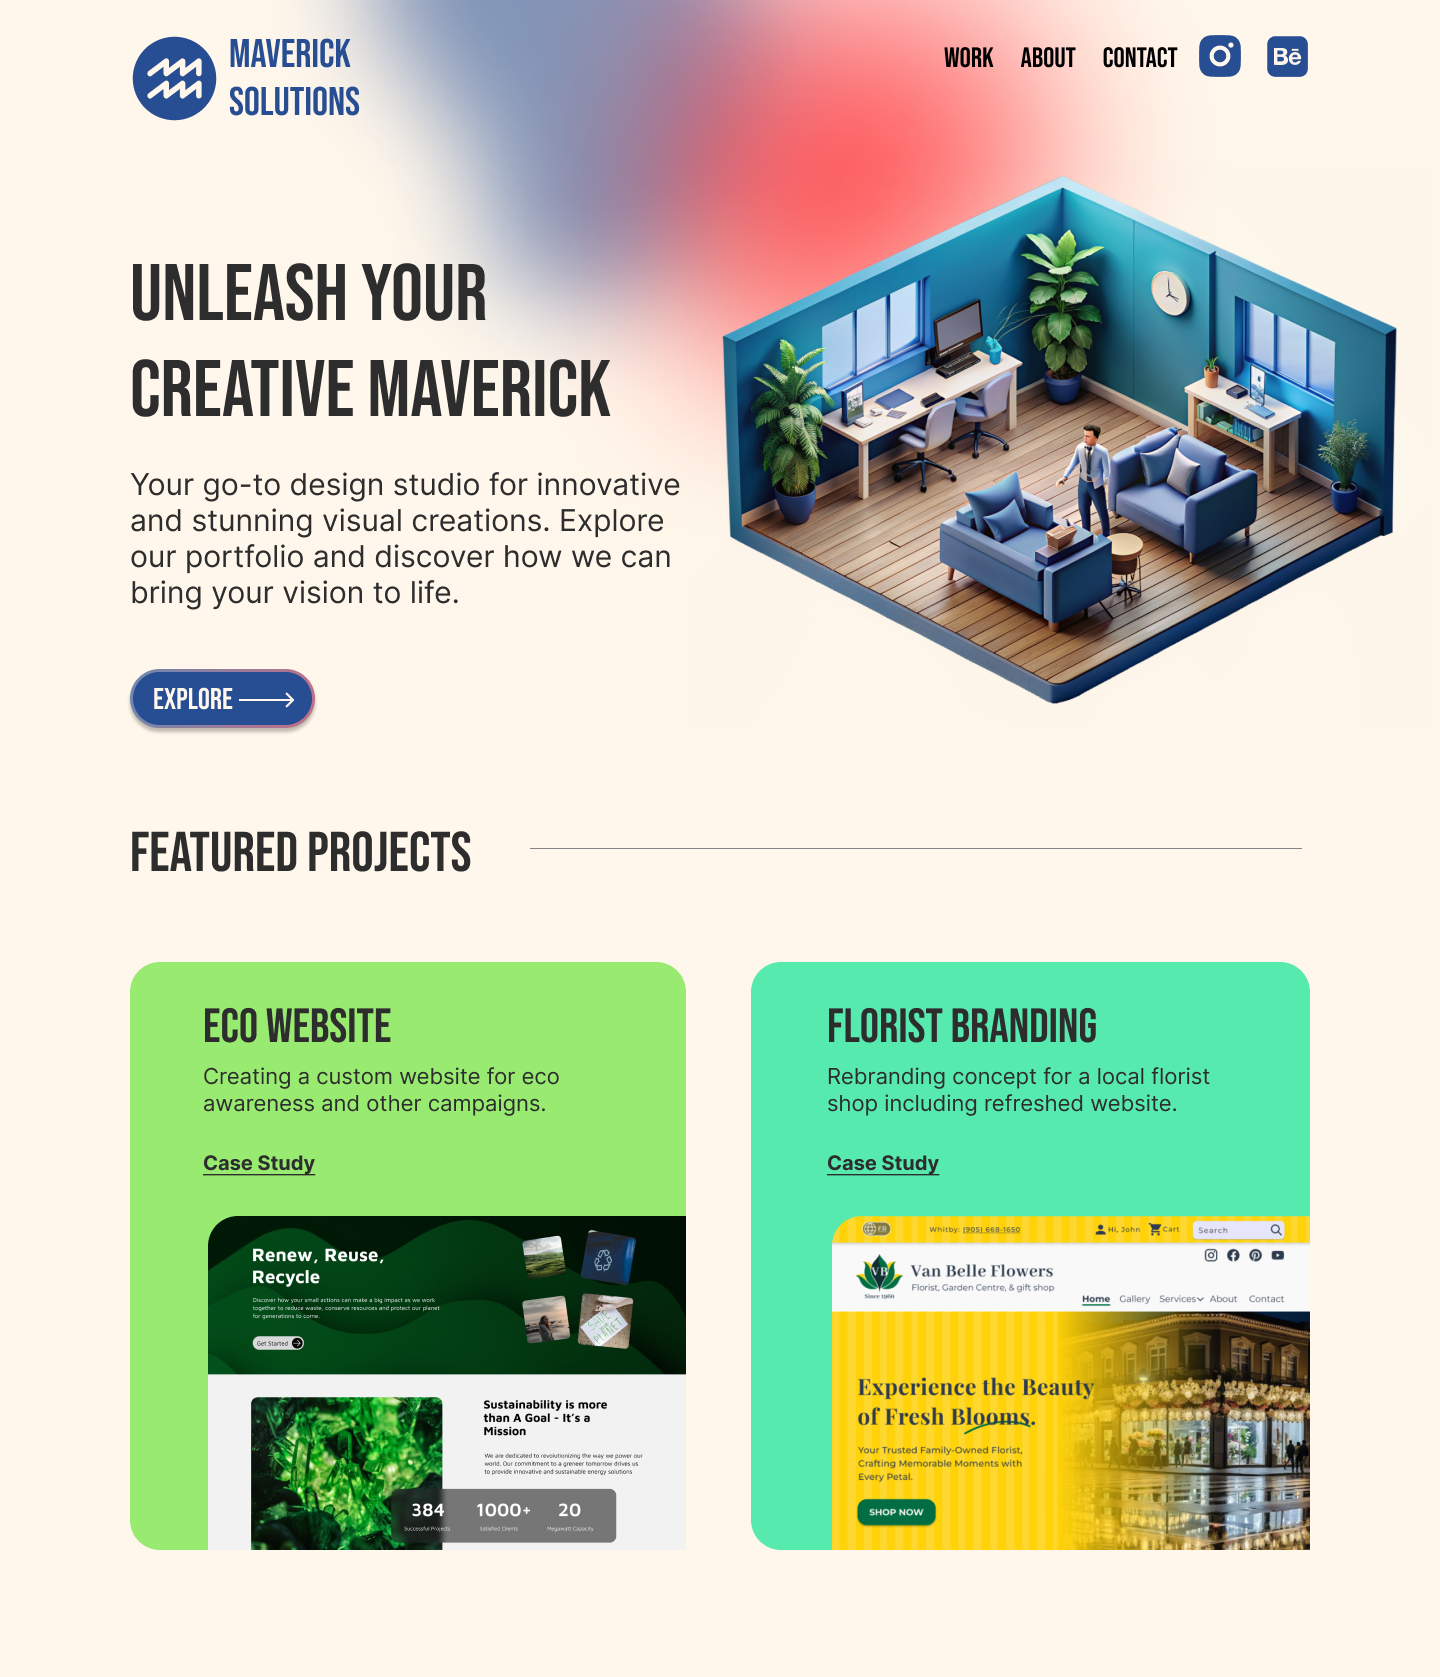 MAVERICK
SOLUTIONS
WORK ABOUT CONTACT Bē
UNLEASH YOUR
CREATIVE MAVERICK
Your go-to design studio for innovative
and stunning visual creations. Explore
our portfolio and discover how we can
bring your vision to life.
EXPLORE
FEATURED PROJECTS
ECO WEBSITE
Creating a custom website for eco
awareness and other campaigns.
Case Study
Renew, Reuse,
Recycle
Discover how your small actions can make a big impact as we work
together to reduce waste, conserve resources and protect our planet
for generations to come.
Get Started
Sustainability is more
than A Goal - It's a
Mission
We are dedicated to revolutionizing the way we power our
world. Our commitment to a greneer tomorrow drives us
to provide innovative and sustainable energy solutions
384 1000+ 20
Successful Projects Satisfied Clients Megawatt Capacity
FLORIST BRANDING
Rebranding concept for a local florist
shop including refreshed website.
Case Study
FR Whitby: (905) 668-1650 Hi, John Cart Search
VB
Since 1960
Van Belle Flowers
Florist, Garden Centre, & gift shop
Home Gallery Services About Contact
Experience the Beauty
of Fresh Blooms.
Your Trusted Family-Owned Florist,
Crafting Memorable Moments with
Every Petal.
SHOP NOW